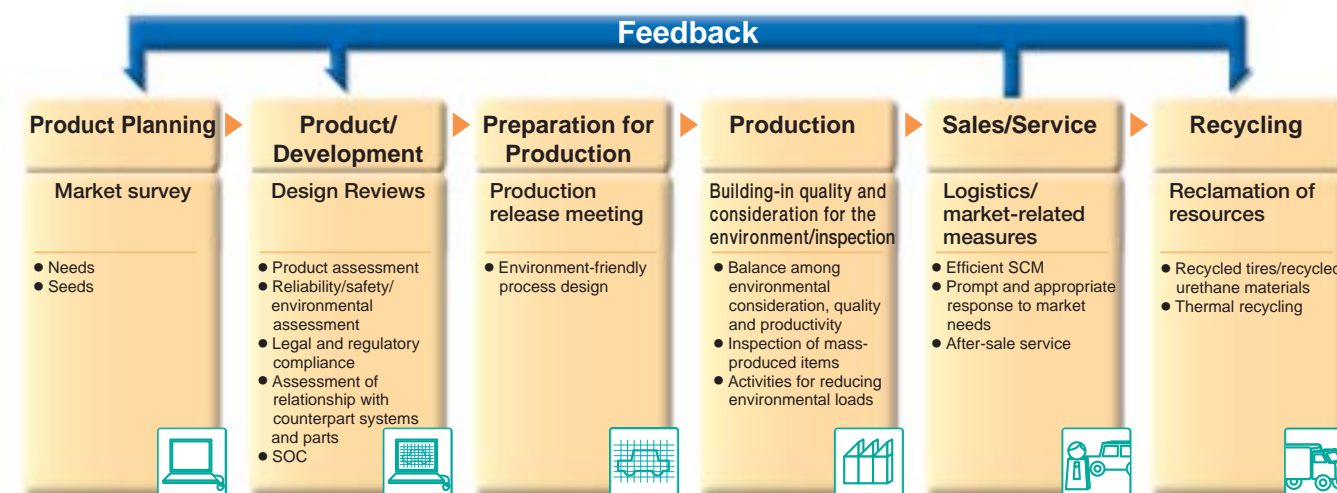 Feedback
Product Planning
Market survey
● Needs
● Seeds
Product/
Development
Design Reviews
● Product assessment
● Reliability/safety/
environmental
assessment
● Legal and regulatory
compliance
● Assessment of
relationship with
counterpart systems
and parts
● SOC
Preparation for
Production
Production
release meeting
● Environment-friendly
process design
Production
Building-in quality and
consideration for the
environment/inspection
● Balance among
environmental
consideration, quality
and productivity
● Inspection of mass-
produced items
● Activities for reducing
environmental loads
Sales/Service
Logistics/
market-related
measures
● Efficient SCM
● Prompt and appropriate
response to market
needs
● After-sale service
Recycling
Reclamation of
resources
● Recycled tires/recycled
urethane materials
● Thermal recycling